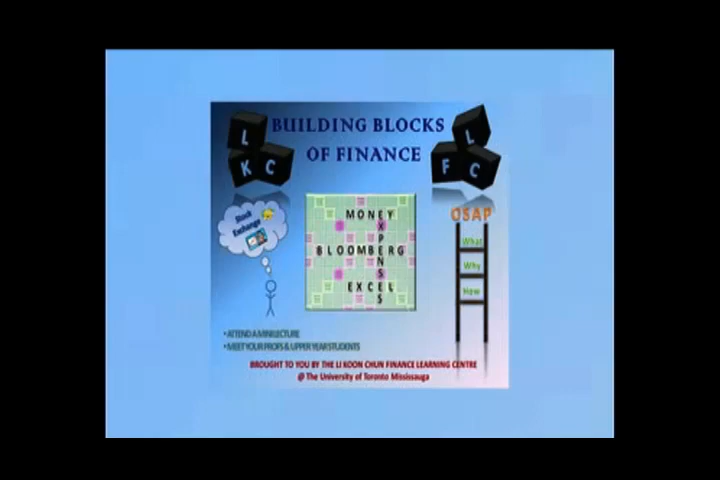 BUILDING BLOCKS
OF FINANCE
L
K C
L
F C
Stock
Exchange
OSAP
What
Why
How
MONEY
EXPENSES
BLOOMBERG
EXCEL
• ATTEND A MINI LECTURE
• MEET YOUR PROFS & UPPER YEAR STUDENTS
BROUGHT TO YOU BY THE LI KOON CHUN FINANCE LEARNING CENTRE
@ The University of Toronto Mississauga